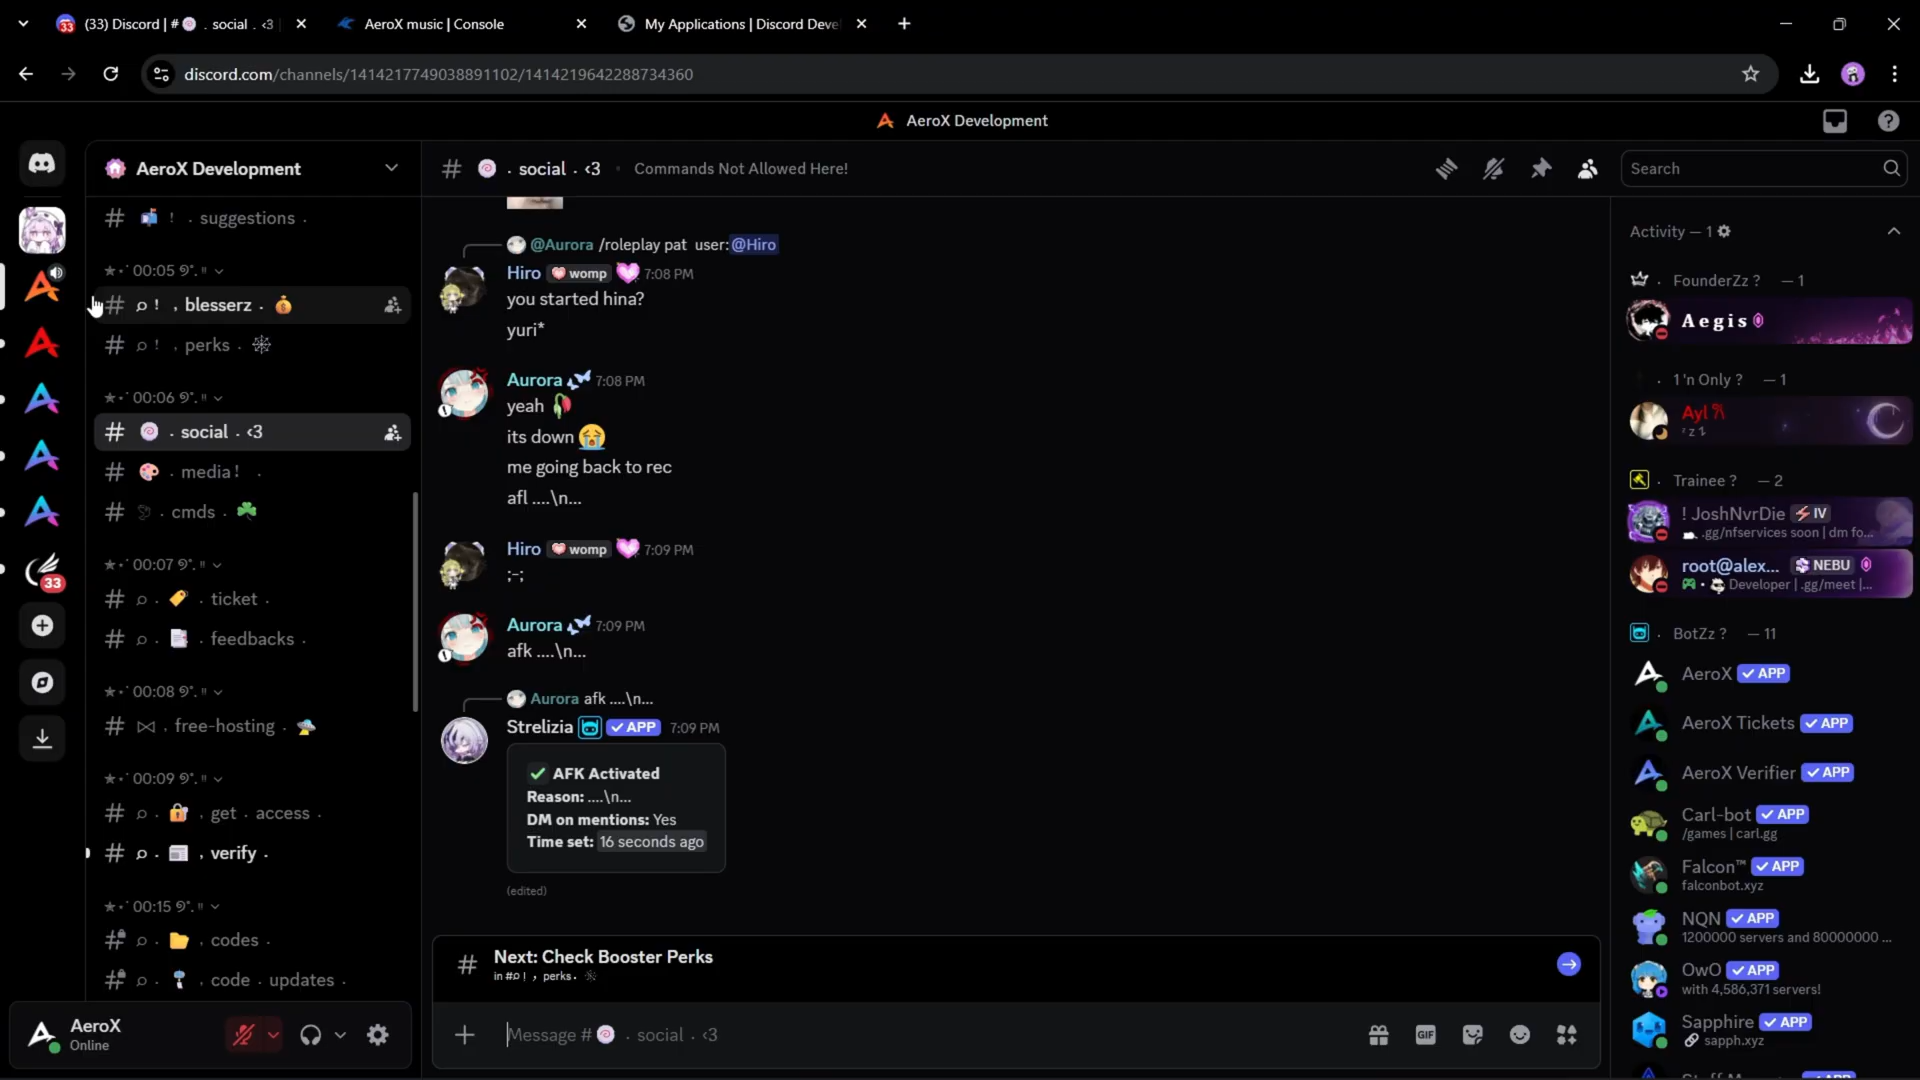 (33) Discord | # . social . <3
AeroX music | Console
My Applications | Discord Deve
discord.com/channels/1414217749038891102/1414219642288734360
AeroX Development
AeroX Development
# ! . suggestions .
00:05
# ! , blesserz .
# ! , perks .
00:06
# . social . <3
# . media! .
# . cmds .
00:07
# . . ticket .
# . . feedbacks .
00:08
# . free-hosting .
00:09
# . , get . access .
# . , verify .
00:15
# . , codes .
# . , code . updates .
33
AeroX
Online
# . social . <3
Commands Not Allowed Here!
Search
@Aurora /roleplay pat user:@Hiro
Hiro womp 7:08 PM
you started hina?
yuri*
Aurora 7:08 PM
yeah
its down
me going back to rec
afl ....\n...
Hiro womp 7:09 PM
;-;
Aurora 7:09 PM
afk ....\n...
Aurora afk ....\n...
Strelizia APP 7:09 PM
AFK Activated
Reason: ....\n...
DM on mentions: Yes
Time set: 16 seconds ago
(edited)
Next: Check Booster Perks
in # ! , perks .
Message # . social . <3
GIF
Activity — 1
. FounderZz ? — 1
Aegis
. 1 'n Only ? — 1
Ayl
. Trainee ? — 2
! JoshNvrDie IV
.gg/nfservices soon | dm fo...
root@alex... NEBU
Developer | .gg/meet |...
. BotZz ? — 11
AeroX APP
AeroX Tickets APP
AeroX Verifier APP
Carl-bot APP
/games | carl.gg
Falcon™ APP
falconbot.xyz
NQN APP
1200000 servers and 80000000 ...
OwO APP
with 4,586,371 servers!
Sapphire APP
sapph.xyz